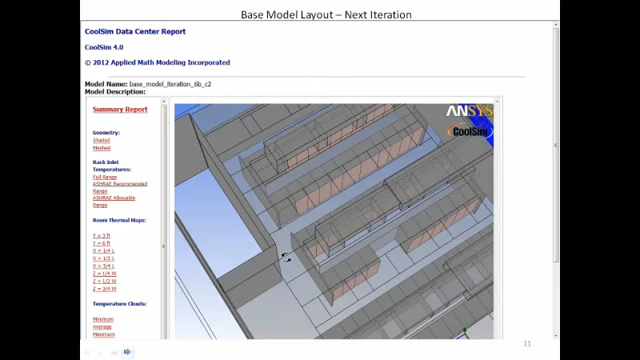 Base Model Layout – Next Iteration
CoolSim Data Center Report
CoolSim 4.0
© 2012 Applied Math Modeling Incorporated
Model Name: base_model_iteration_6b_c2
Model Description:
Summary Report
ANSYS
CoolSim
Geometry:
Shaded
Meshed
Rack Inlet
Temperatures:
Full Range
ASHRAE Recommended
Range
ASHRAE Allowable
Range
Room Thermal Maps:
Y = 3 ft
Y = 6 ft
X = 1/4 L
X = 1/2 L
X = 3/4 L
Z = 1/4 W
Z = 1/2 W
Z = 3/4 W
Temperature Clouds:
Minimum
Average
Maximum
11